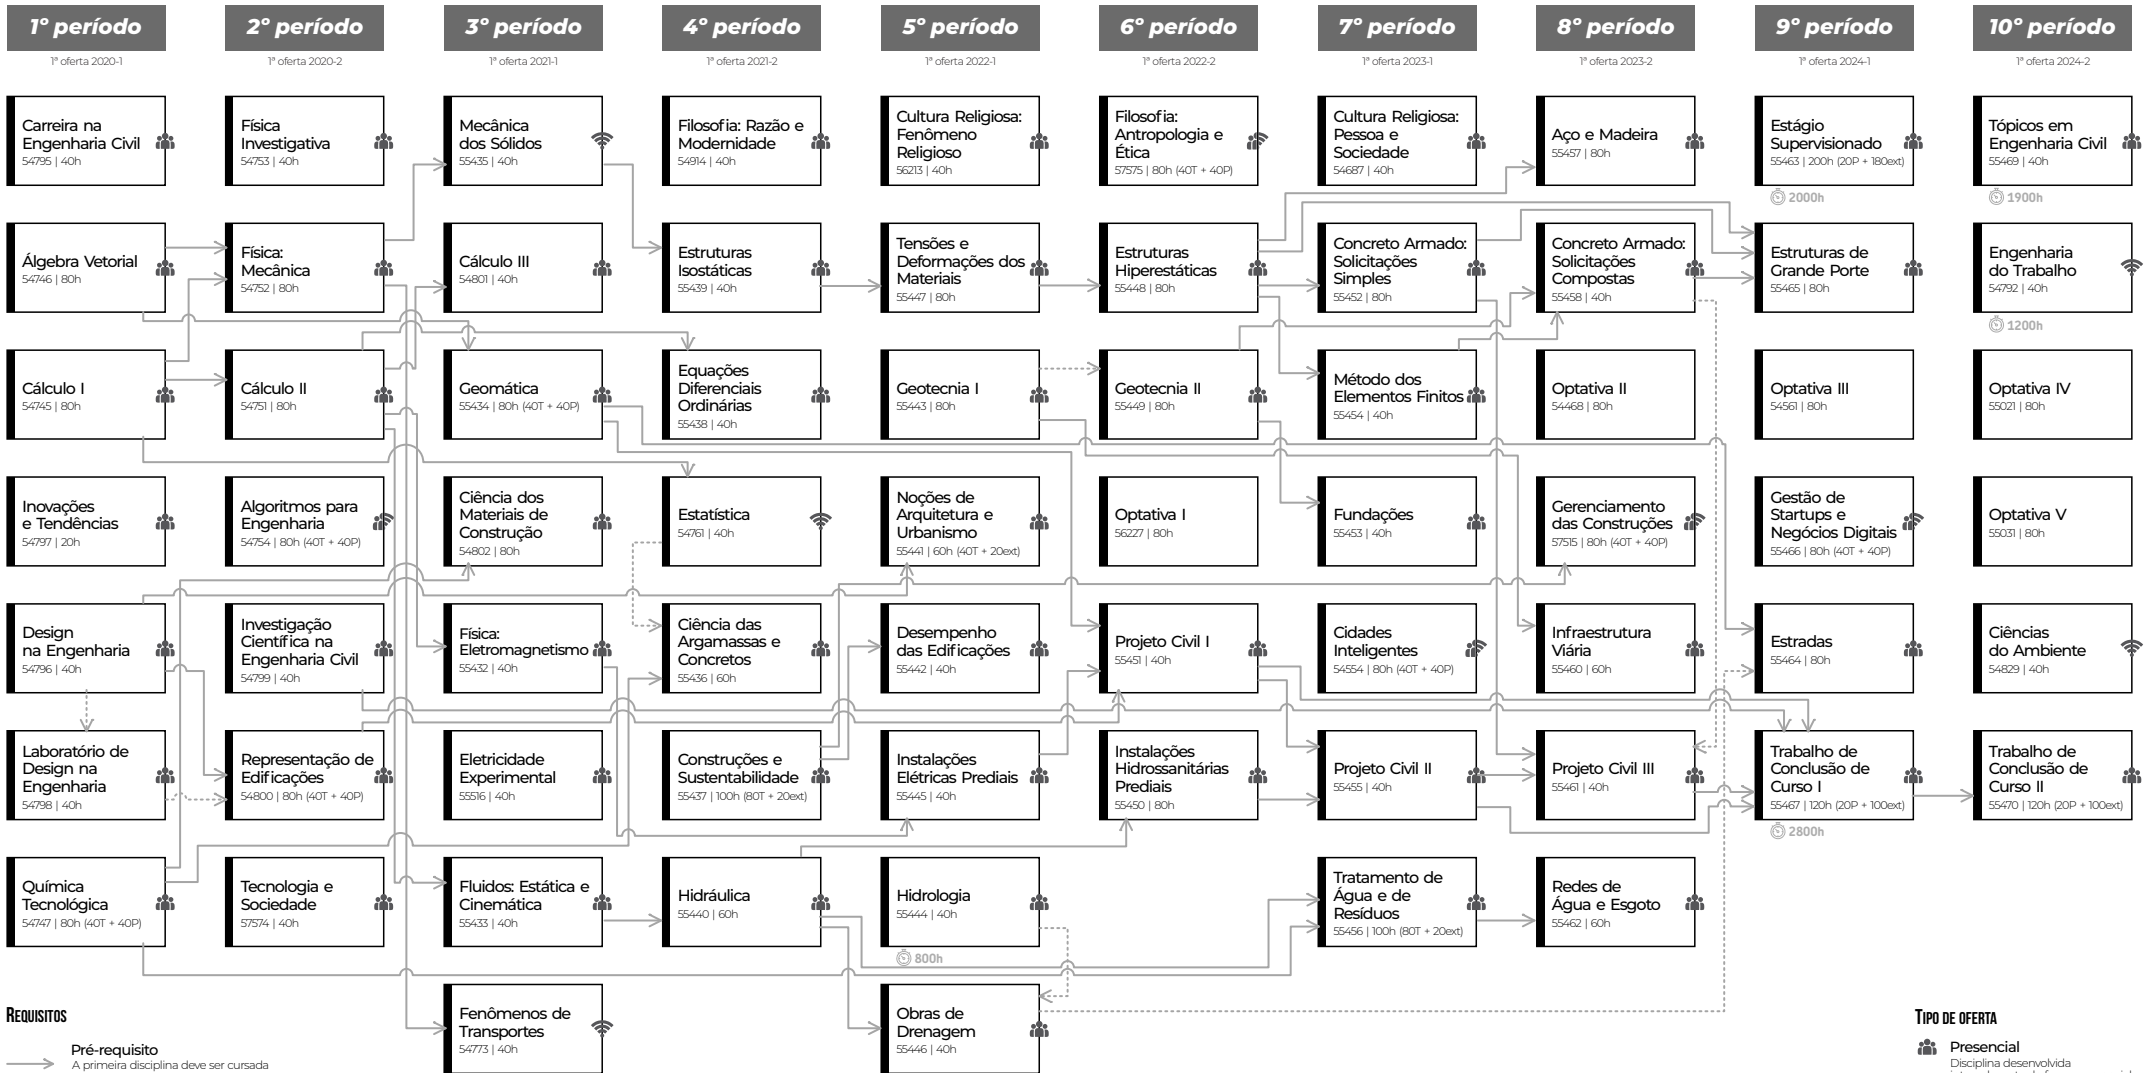 1º período
1ª oferta 2020-1
Carreira na
Engenharia Civil
54795 | 40h
Álgebra Vetorial
54746 | 80h
Cálculo I
54745 | 80h
Inovações
e Tendências
54797 | 20h
Design
na Engenharia
54796 | 40h
Laboratório de
Design na
Engenharia
54798 | 40h
Química
Tecnológica
54747 | 80h (40T + 40P)
2º período
1ª oferta 2020-2
Física
Investigativa
54753 | 40h
Física:
Mecânica
54752 | 80h
Cálculo II
54751 | 80h
Algoritmos para
Engenharia
54754 | 80h (40T + 40P)
Investigação
Científica na
Engenharia Civil
54799 | 40h
Representação de
Edificações
54800 | 80h (40T + 40P)
Tecnologia e
Sociedade
57574 | 40h
3º período
1ª oferta 2021-1
Mecânica
dos Sólidos
55435 | 40h
Cálculo III
54801 | 40h
Geomática
55434 | 80h (40T + 40P)
Ciência dos
Materiais de
Construção
54802 | 80h
Física:
Eletromagnetismo
55432 | 40h
Eletricidade
Experimental
55516 | 40h
Fluidos: Estática e
Cinemática
55433 | 40h
Fenômenos de
Transportes
54773 | 40h
4º período
1ª oferta 2021-2
Filosofia: Razão e
Modernidade
54914 | 40h
Estruturas
Isostáticas
55439 | 40h
Equações
Diferenciais
Ordinárias
55438 | 40h
Estatística
54761 | 40h
Ciência das
Argamassas e
Concretos
55436 | 60h
Construções e
Sustentabilidade
55437 | 100h (80T + 20ext)
Hidráulica
55440 | 60h
5º período
1ª oferta 2022-1
Cultura Religiosa:
Fenômeno
Religioso
56213 | 40h
Tensões e
Deformações dos
Materiais
55447 | 80h
Geotecnia I
55443 | 80h
Noções de
Arquitetura e
Urbanismo
55441 | 60h (40T + 20ext)
Desempenho
das Edificações
55442 | 40h
Instalações
Elétricas Prediais
55445 | 40h
Hidrologia
55444 | 40h
800h
Obras de
Drenagem
55446 | 40h
6º período
1ª oferta 2022-2
Filosofia:
Antropologia e
Ética
57575 | 80h (40T + 40P)
Estruturas
Hiperestáticas
55448 | 80h
Geotecnia II
55449 | 80h
Optativa I
56227 | 80h
Projeto Civil I
55451 | 40h
Instalações
Hidrossanitárias
Prediais
55450 | 80h
7º período
1ª oferta 2023-1
Cultura Religiosa:
Pessoa e
Sociedade
54687 | 40h
Concreto Armado:
Solicitações
Simples
55452 | 80h
Método dos
Elementos Finitos
55454 | 40h
Fundações
55453 | 40h
Cidades
Inteligentes
54554 | 80h (40T + 40P)
Projeto Civil II
55455 | 40h
Tratamento de
Água e de
Resíduos
55456 | 100h (80T + 20ext)
8º período
1ª oferta 2023-2
Aço e Madeira
55457 | 80h
Concreto Armado:
Solicitações
Compostas
55458 | 40h
Optativa II
54468 | 80h
Gerenciamento
das Construções
57515 | 80h (40T + 40P)
Infraestrutura
Viária
55460 | 60h
Projeto Civil III
55461 | 40h
Redes de
Água e Esgoto
55462 | 60h
9º período
1ª oferta 2024-1
Estágio
Supervisionado
55463 | 200h (20P + 180ext)
2000h
Estruturas de
Grande Porte
55465 | 80h
Optativa III
54561 | 80h
Gestão de
Startups e
Negócios Digitais
55466 | 80h (40T + 40P)
Estradas
55464 | 80h
Trabalho de
Conclusão de
Curso I
55467 | 120h (20P + 100ext)
2800h
10º período
1ª oferta 2024-2
Tópicos em
Engenharia Civil
55469 | 40h
1900h
Engenharia
do Trabalho
54792 | 40h
1200h
Optativa IV
55021 | 80h
Optativa V
55031 | 80h
Ciências
do Ambiente
54829 | 40h
Trabalho de
Conclusão de
Curso II
55470 | 120h (20P + 100ext)
Requisitos
Pré-requisito
A primeira disciplina deve ser cursada
Tipo de oferta
Presencial
Disciplina desenvolvida